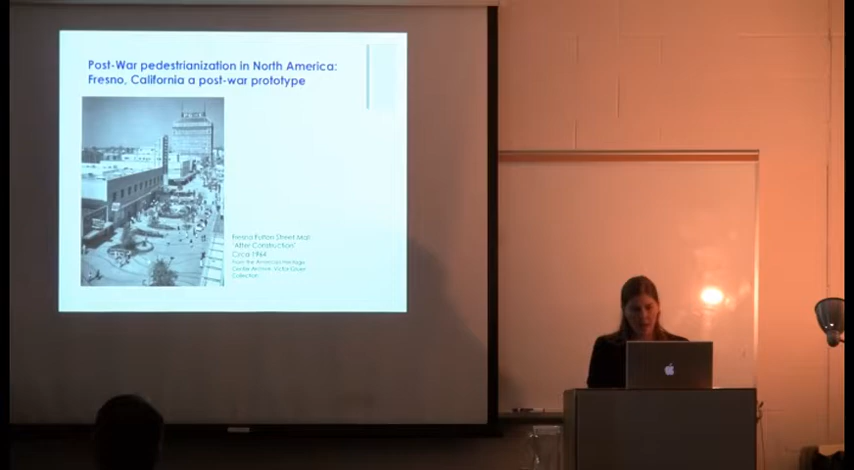 Post-War pedestrianization in North America:
Fresno, California a post-war prototype
Fresno Fulton Street Mall
"After Construction"
Circa 1964
From the American Heritage
Center Archive, Victor Gruen
Collection